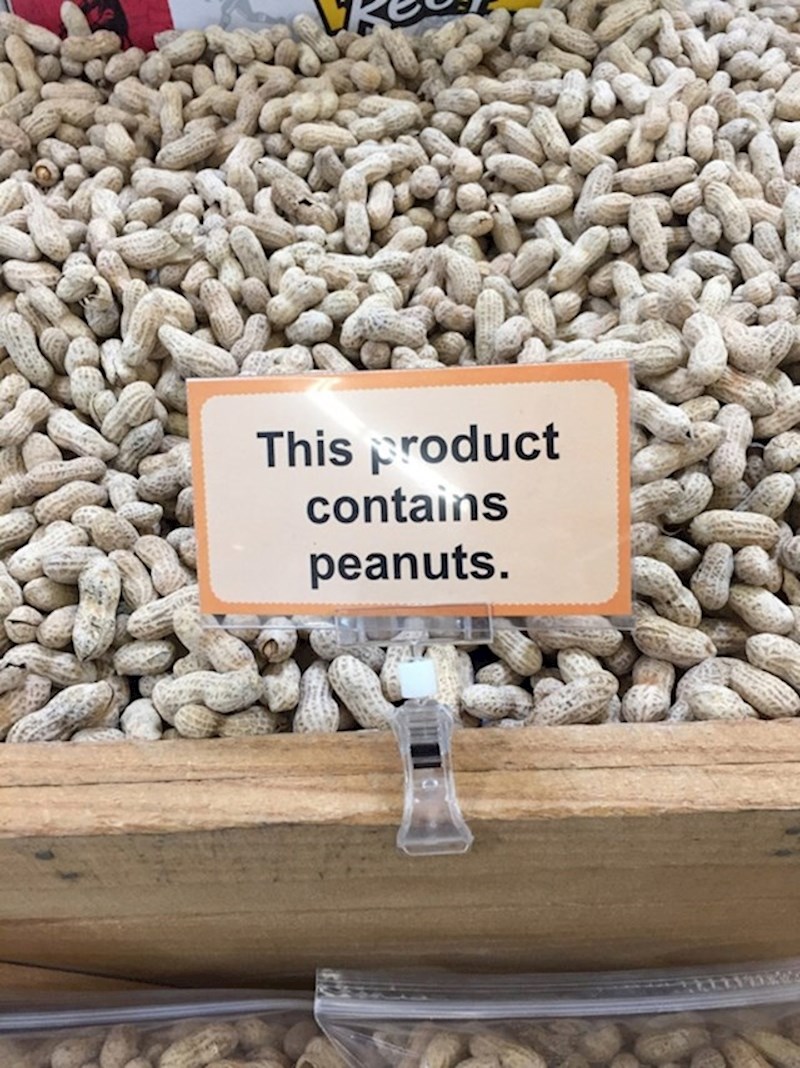 This product
contains
peanuts.